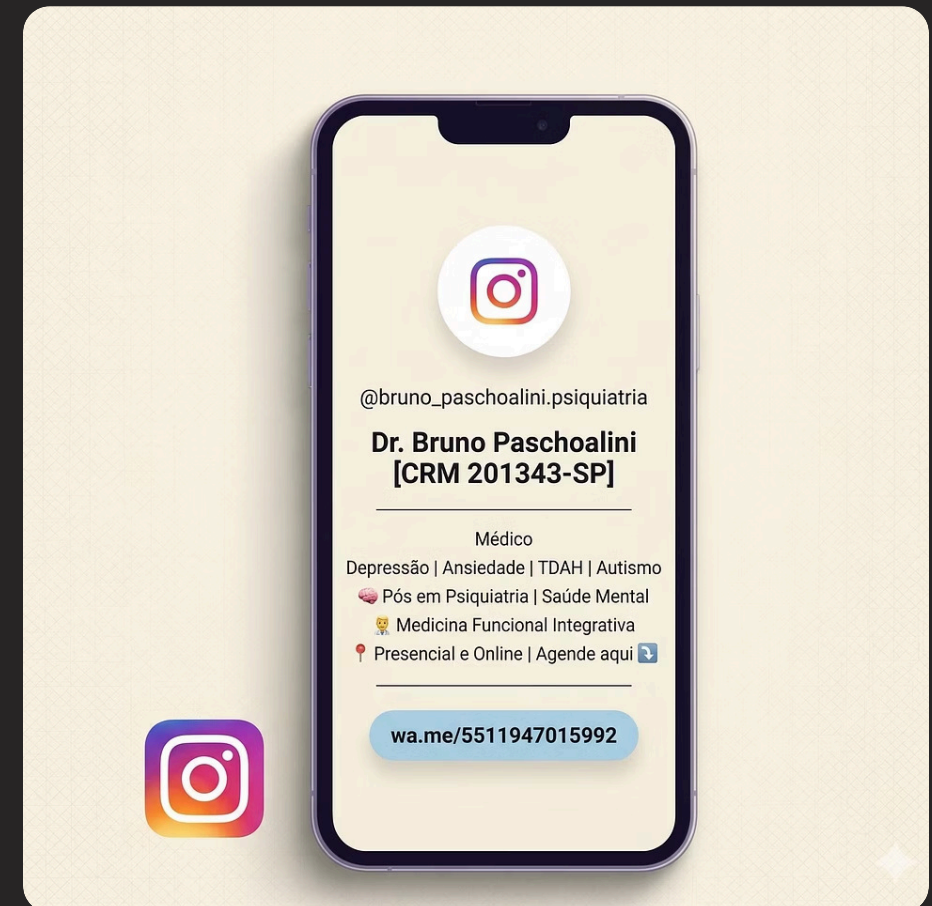 @bruno_paschoalini.psiquiatria
Dr. Bruno Paschoalini
[CRM 201343-SP]
Médico
Depressão | Ansiedade | TDAH | Autismo
🧠 Pós em Psiquiatria | Saúde Mental
👨‍⚕️ Medicina Funcional Integrativa
📍 Presencial e Online | Agende aqui ⤵️
wa.me/5511947015992